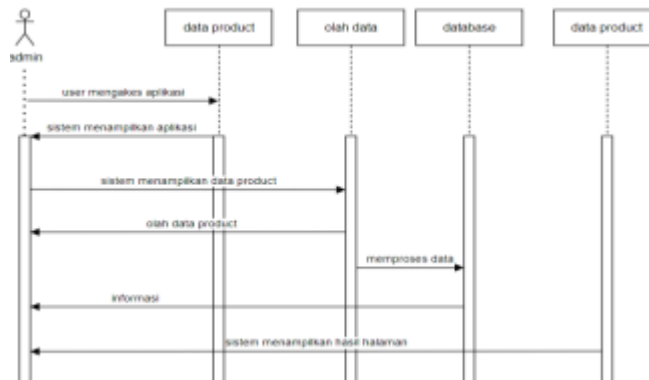 data product
olah data
database
data product
admin
user mengakes aplikasi
sistem menampilkan aplikasi
sistem menampilkan data product
olah data product
memproses data
informasi
sistem menampilkan hasil halaman